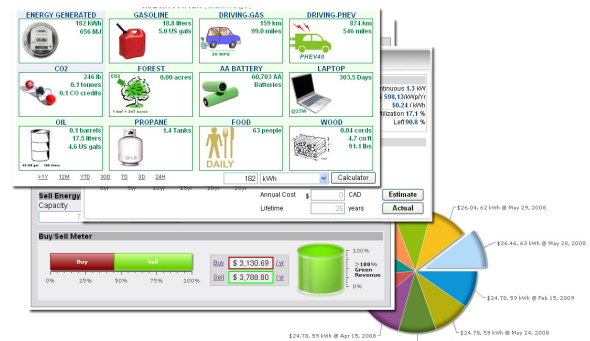 ENERGY GENERATED
182 kWh
656 MJ
GASOLINE
18.8 liters
5.0 US gals
DRIVING-GAS
159 km
99.0 miles
30 MPG
DRIVING-PHEV
874 km
546 miles
PHEV40
CO2
246 lb
0.1 tonnes
0.1 CO credits
FOREST
0.00 acres
CO2
AA BATTERY
60,703 AA
Batteries
LAPTOP
303.5 Days
@25W
OIL
0.1 barrels
17.5 liters
4.6 US gals
PROPANE
1.4 Tanks
FOOD
63 people
DAILY
WOOD
0.04 cords
4.7 cu ft
91.1 lbs
>1Y 12M YTD 30D 7D 3D 24H
182 kWh Calculator
ntinuous 1.3 kW
598.13/kWp/Yr
$0.24 / kWh
tilization 17.1 %
Left 90.8 %
Annual Cost $ 0 CAD Estimate
Lifetime 25 years Actual
Sell Energy
Capacity
7
Buy/Sell Meter
Buy Sell
0% 25% 50% 75% 100%
Buy $ 3,130.69 / yr
Sell $ 3,788.80 / yr
100%
>100%
Green
Revenue
0%
$26.04, 62 kWh @ May 29, 2008
$26.46, 63 kWh @ May 28, 2008
$24.78, 59 kWh @ Feb 15, 2009
$24.78, 59 kWh @ May 24, 2008
$24.78, 59 kWh @ Apr 15, 2008